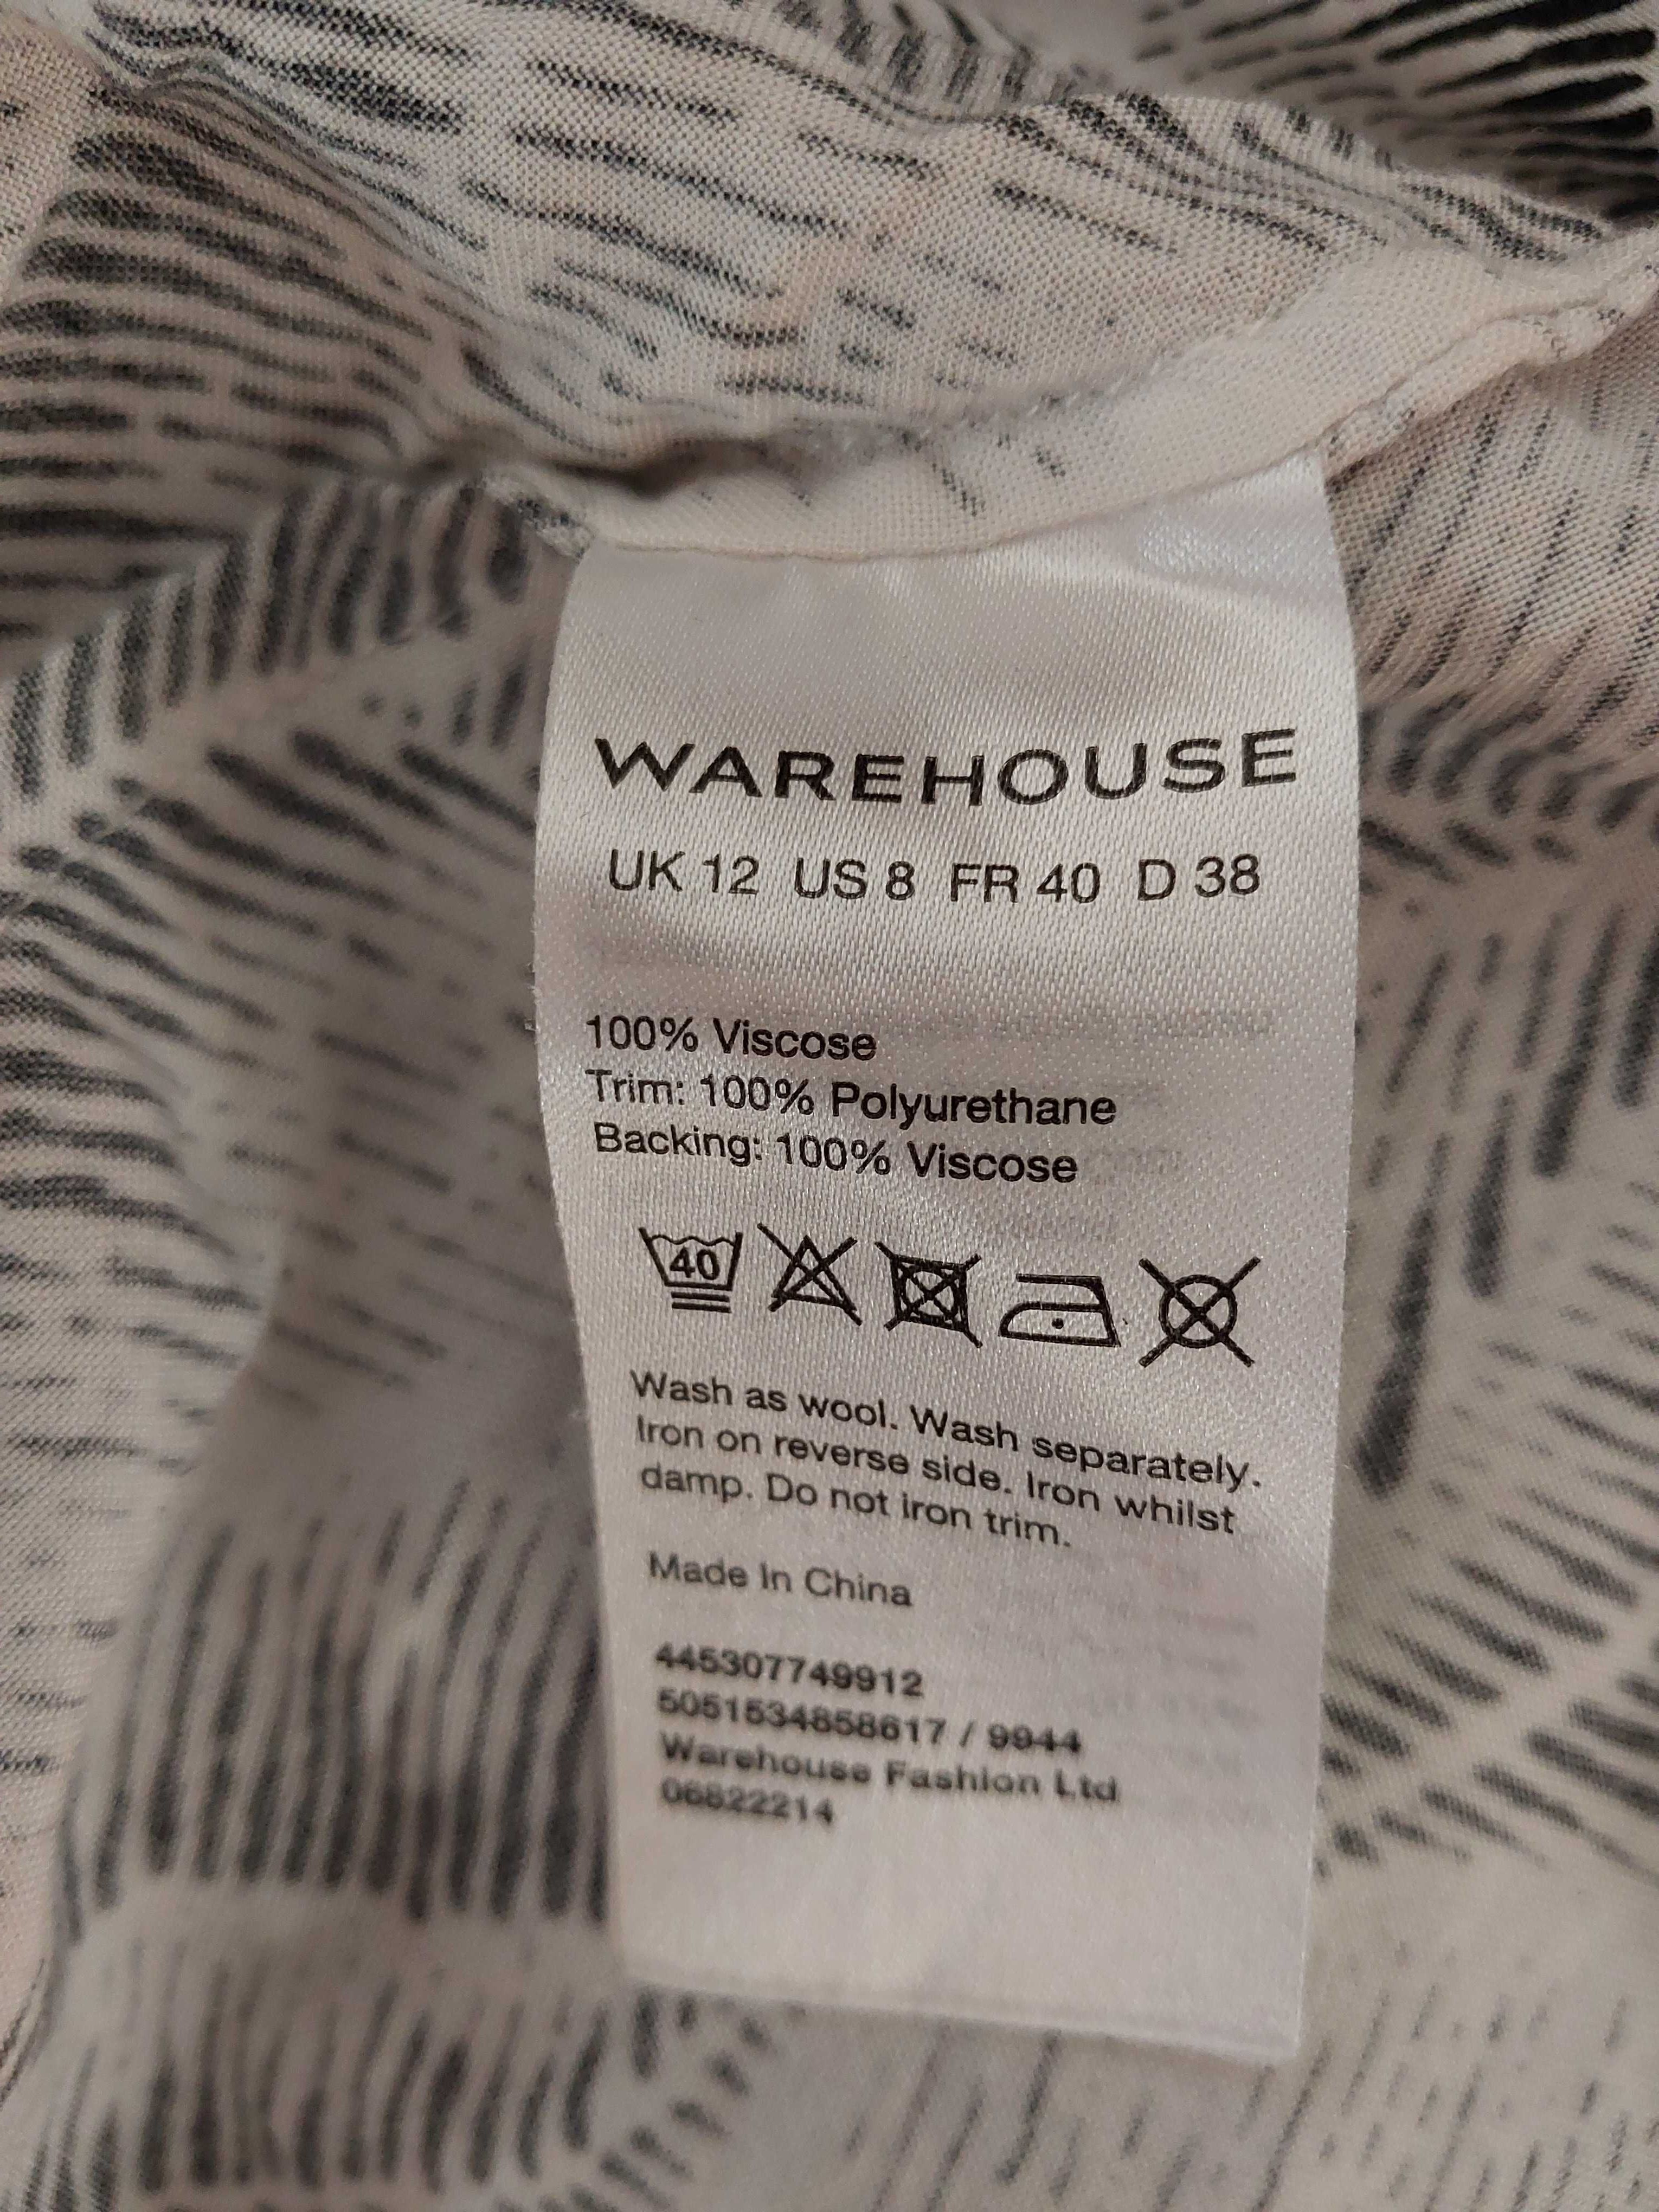 WAREHOUSE
UK 12 US 8 FR 40 D 38
100% Viscose
Trim: 100% Polyurethane
Backing: 100% Viscose
40
Wash as wool. Wash separately.
Iron on reverse side. Iron whilst
damp. Do not iron trim.
Made In China
445307749912
5051534858617 / 9944
Warehouse Fashion Ltd
06822214